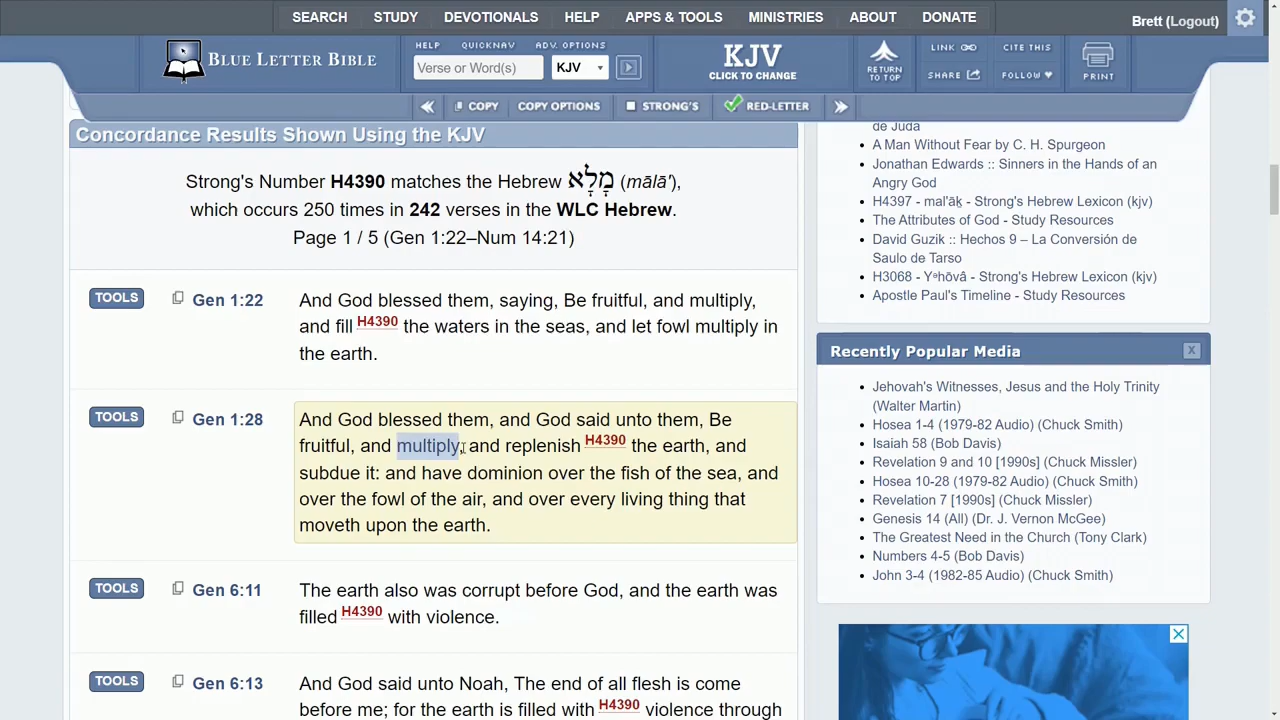 SEARCH STUDY DEVOTIONALS HELP APPS & TOOLS MINISTRIES ABOUT DONATE
Brett (Logout)
BLUE LETTER BIBLE
HELP QUICKNAV ADV. OPTIONS
Verse or Word(s) KJV
KJV
CLICK TO CHANGE
RETURN
TO TOP
LINK CITE THIS
SHARE FOLLOW
PRINT
COPY COPY OPTIONS STRONG'S RED-LETTER
Concordance Results Shown Using the KJV
Strong's Number H4390 matches the Hebrew מָלָא (mālā'),
which occurs 250 times in 242 verses in the WLC Hebrew.
Page 1 / 5 (Gen 1:22–Num 14:21)
TOOLS Gen 1:22 And God blessed them, saying, Be fruitful, and multiply,
and fill H4390 the waters in the seas, and let fowl multiply in
the earth.
TOOLS Gen 1:28 And God blessed them, and God said unto them, Be
fruitful, and multiply, and replenish H4390 the earth, and
subdue it: and have dominion over the fish of the sea, and
over the fowl of the air, and over every living thing that
moveth upon the earth.
TOOLS Gen 6:11 The earth also was corrupt before God, and the earth was
filled H4390 with violence.
TOOLS Gen 6:13 And God said unto Noah, The end of all flesh is come
before me; for the earth is filled with H4390 violence through
de Juda
A Man Without Fear by C. H. Spurgeon
Jonathan Edwards :: Sinners in the Hands of an
Angry God
H4397 - mal'āḵ - Strong's Hebrew Lexicon (kjv)
The Attributes of God - Study Resources
David Guzik :: Hechos 9 – La Conversión de
Saulo de Tarso
H3068 - Yᵊhōvâ - Strong's Hebrew Lexicon (kjv)
Apostle Paul's Timeline - Study Resources
Recently Popular Media x
Jehovah's Witnesses, Jesus and the Holy Trinity
(Walter Martin)
Hosea 1-4 (1979-82 Audio) (Chuck Smith)
Isaiah 58 (Bob Davis)
Revelation 9 and 10 [1990s] (Chuck Missler)
Hosea 10-28 (1979-82 Audio) (Chuck Smith)
Revelation 7 [1990s] (Chuck Missler)
Genesis 14 (All) (Dr. J. Vernon McGee)
The Greatest Need in the Church (Tony Clark)
Numbers 4-5 (Bob Davis)
John 3-4 (1982-85 Audio) (Chuck Smith)